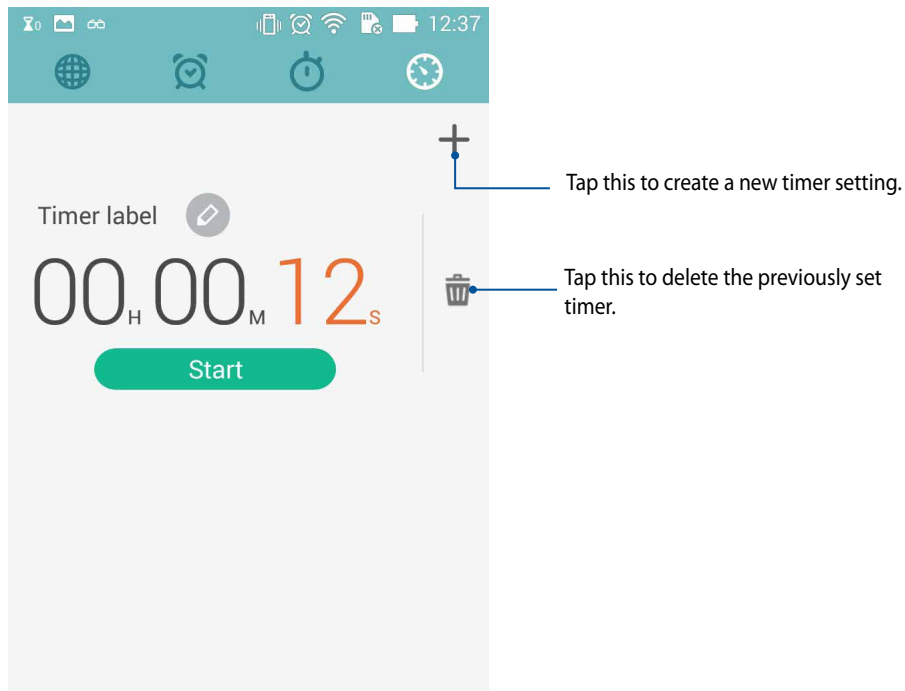 0 12:37
Tap this to create a new timer setting.
Timer label
00H 00M 12S
Tap this to delete the previously set
timer.
Start